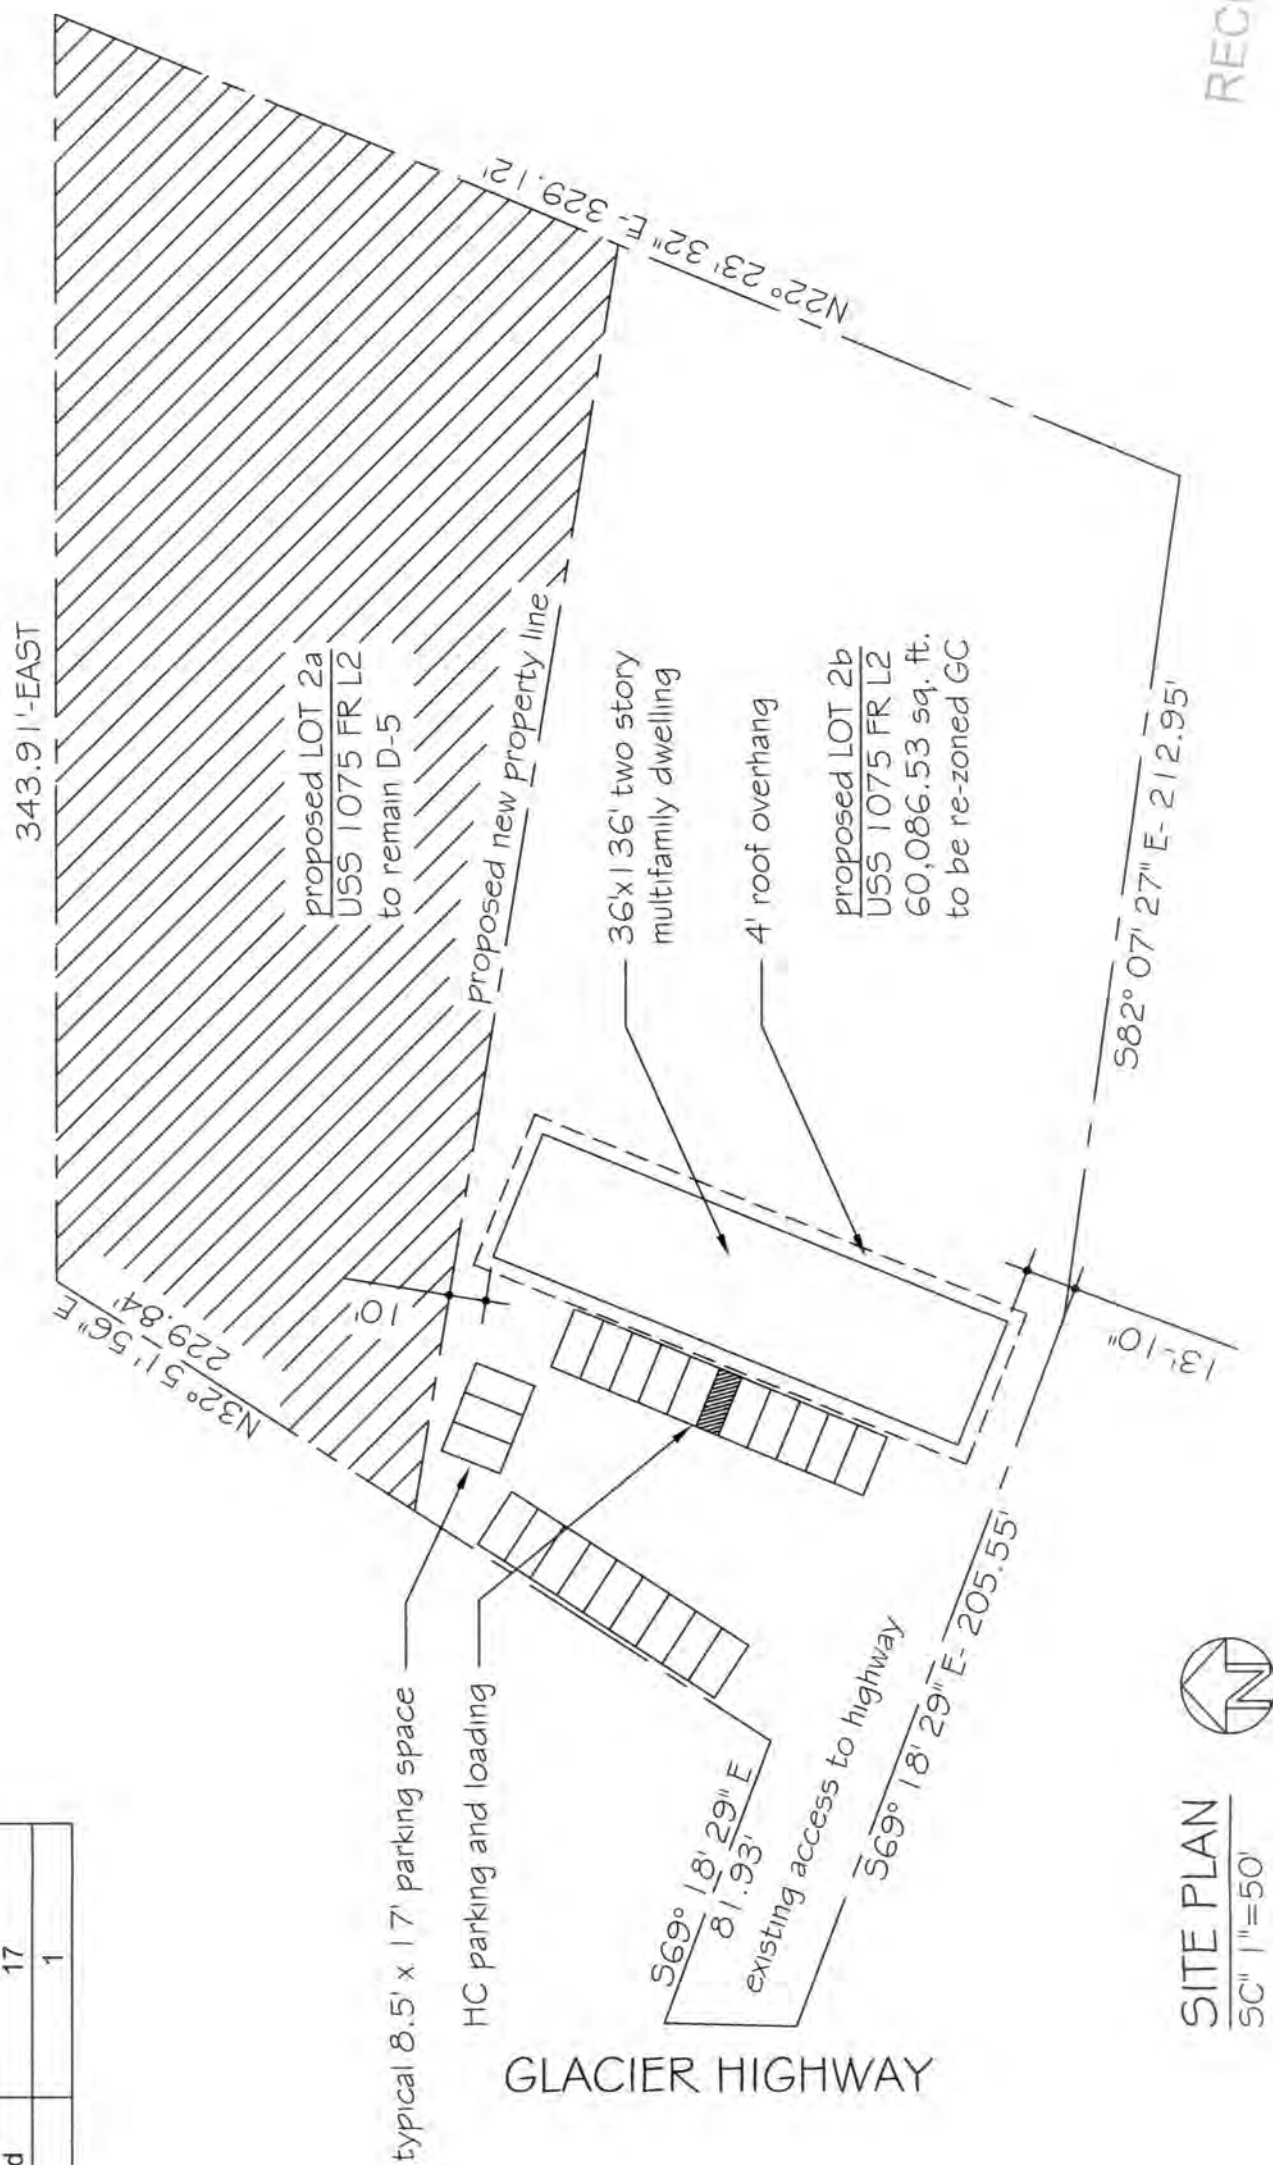 RECE
343.91'-EAST
N22° 23' 32" E- 329.12'
proposed LOT 2a
USS 1075 FR L2
to remain D-5
proposed new property line
36'x136' two story
multifamily dwelling
4' roof overhang
proposed LOT 2b
USS 1075 FR L2
60,086.53 sq. ft.
to be re-zoned GC
S82° 07' 27" E- 212.95'
N32° 51' 56" E
229.84'
10'
13'-10"
17
1
d
typical 8.5' x 17' parking space
HC parking and loading
S69° 18' 29" E
81.93'
existing access to highway
S69° 18' 29" E- 205.55'
GLACIER HIGHWAY
SITE PLAN
SC" 1"=50'
N